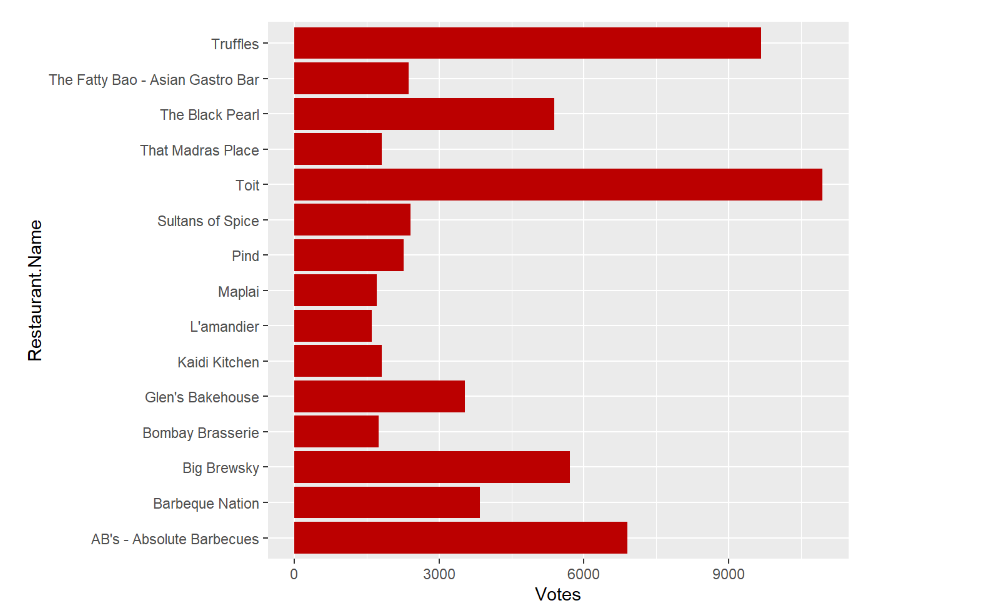 Truffles
The Fatty Bao - Asian Gastro Bar
The Black Pearl
That Madras Place
Toit
Sultans of Spice
Pind
Maplai
L'amandier
Kaidi Kitchen
Glen's Bakehouse
Bombay Brasserie
Big Brewsky
Barbeque Nation
AB's - Absolute Barbecues
Restaurant.Name
0 3000 6000 9000
Votes